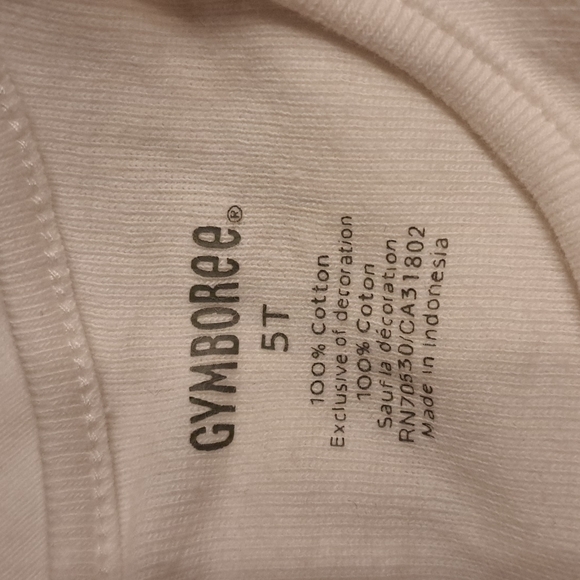 GYMBORee®
5T
100% Cotton
Exclusive of decoration
100% Coton
Sauf la décoration
RN70530/CA31802
Made in Indonesia